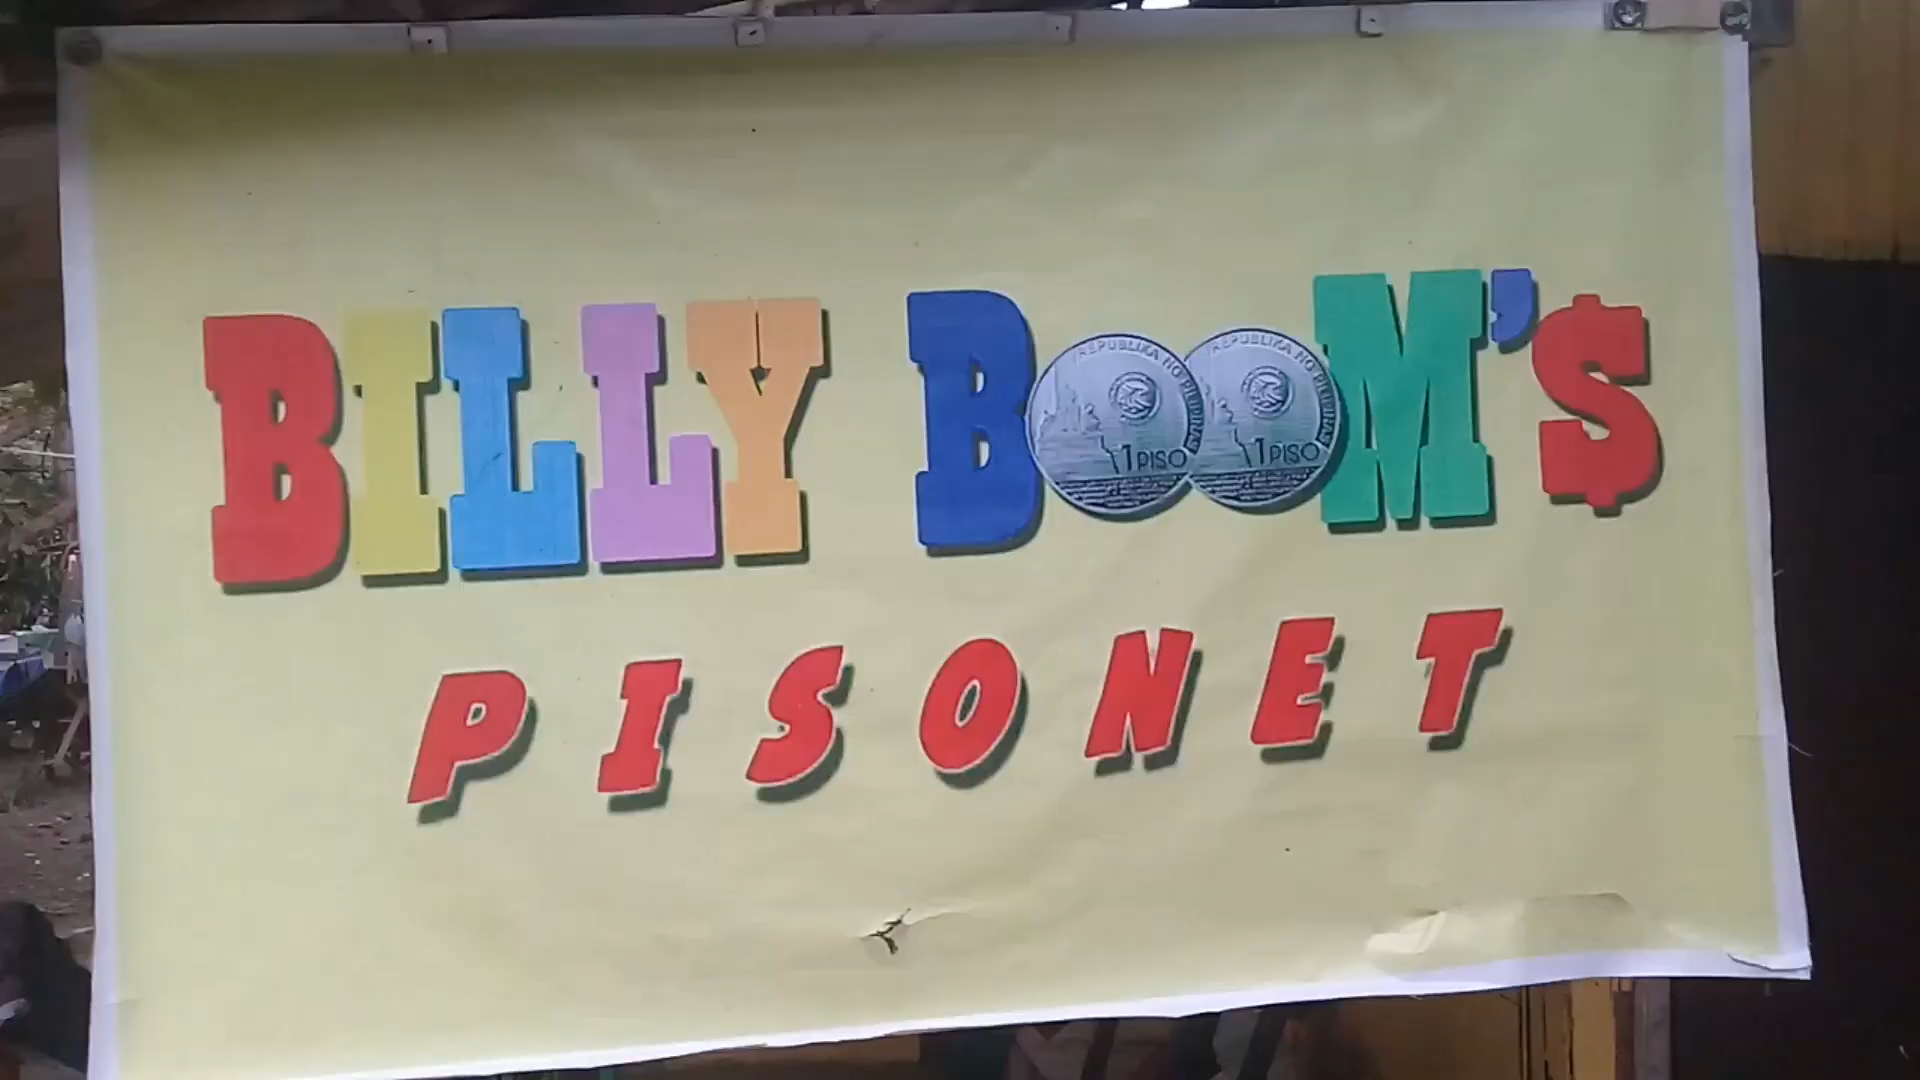 BILLY BOOM'$
REPUBLIKA NG PILIPINAS
1 PISO
REPUBLIKA NG PILIPINAS
1 PISO
PISONET